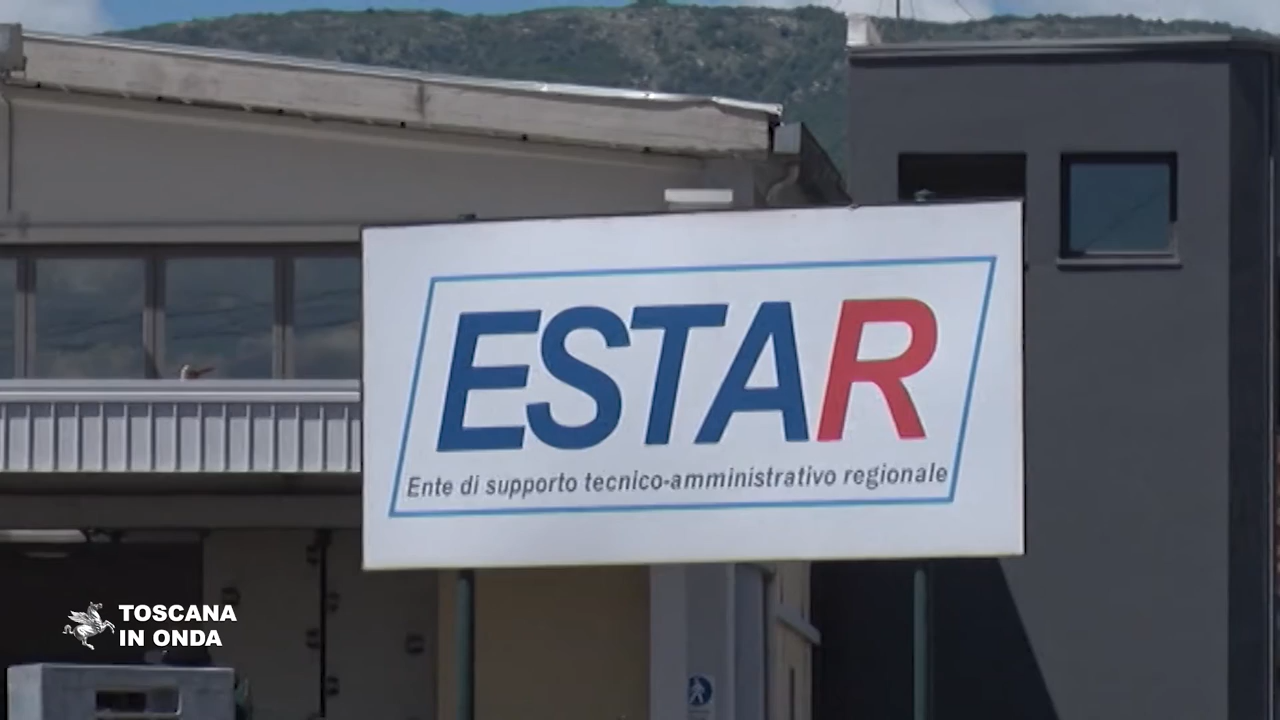 ESTAR
Ente di supporto tecnico-amministrativo regionale
TOSCANA
IN ONDA